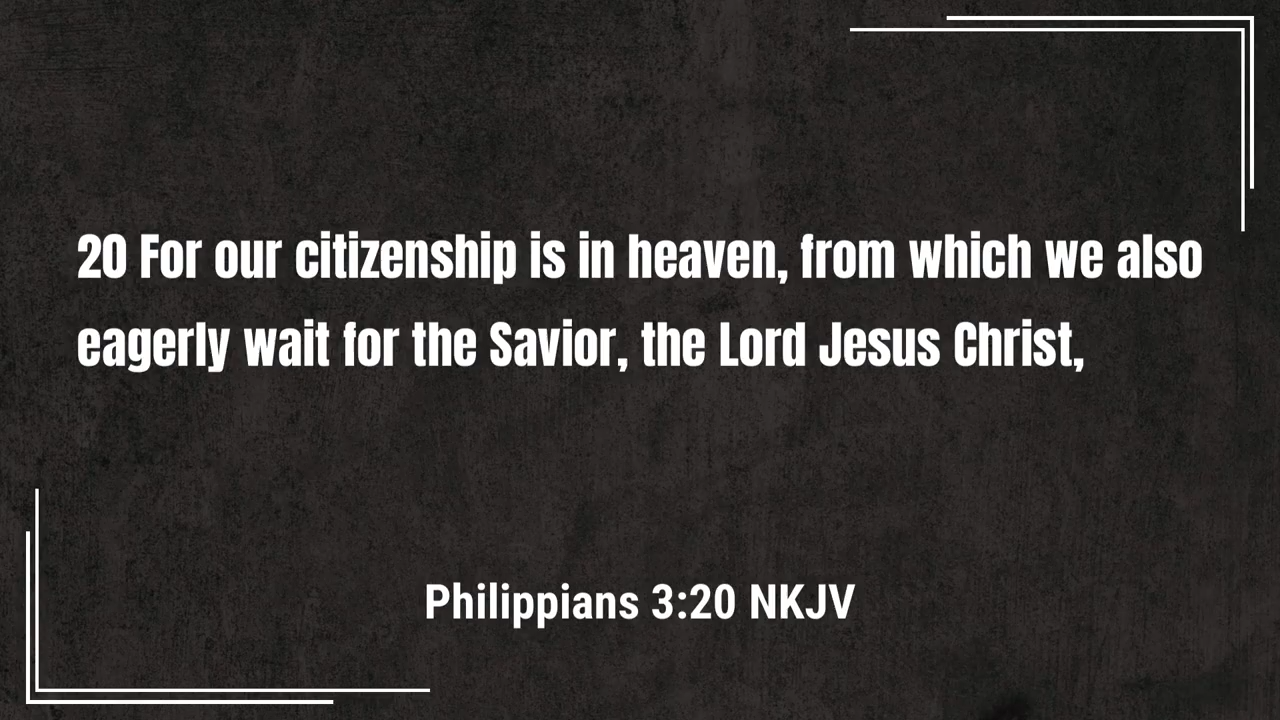 20 For our citizenship is in heaven, from which we also
eagerly wait for the Savior, the Lord Jesus Christ,
Philippians 3:20 NKJV